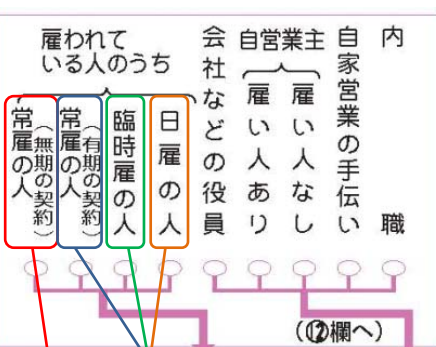 雇われて
いる人のうち
常雇の人
（無期の契約）
常雇の人
（有期の契約）
臨時雇の人
日雇の人
会社などの役員
自営業主
雇い人あり
雇い人なし
自家営業の手伝い
内職
（⑫欄へ）